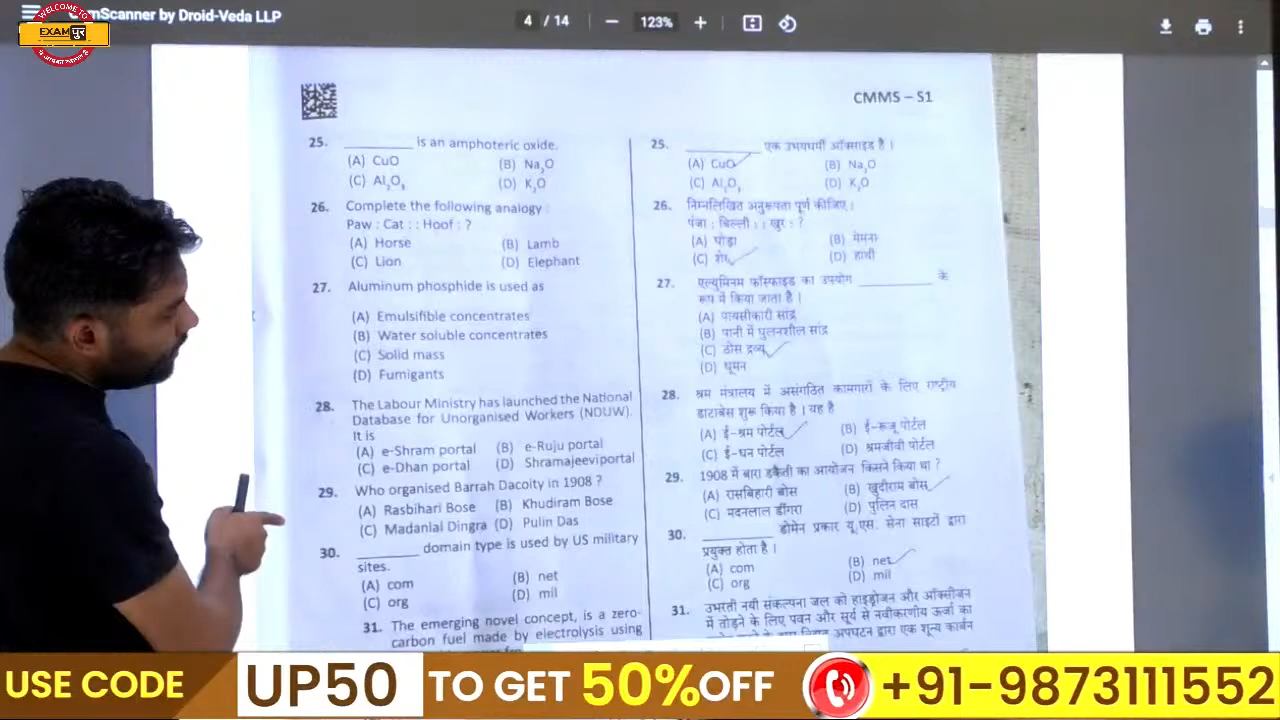 WELCOME TO
EXAMपुर
CamScanner by Droid-Veda LLP
4 / 14
123%
CMMS – S1
25. ________ is an amphoteric oxide.
(A) CuO (B) Na₂O
(C) Al₂O₃ (D) K₂O
26. Complete the following analogy :
Paw : Cat : : Hoof : ?
(A) Horse (B) Lamb
(C) Lion (D) Elephant
27. Aluminum phosphide is used as
(A) Emulsifible concentrates
(B) Water soluble concentrates
(C) Solid mass
(D) Fumigants
28. The Labour Ministry has launched the National
Database for Unorganised Workers (NDUW).
It is
(A) e-Shram portal (B) e-Ruju portal
(C) e-Dhan portal (D) Shramajeeviportal
29. Who organised Barrah Dacoity in 1908 ?
(A) Rasbihari Bose (B) Khudiram Bose
(C) Madanlal Dingra (D) Pulin Das
30. ________ domain type is used by US military
sites.
(A) com (B) net
(C) org (D) mil
31. The emerging novel concept, is a zero-
carbon fuel made by electrolysis using
25. ________ एक उभयधर्मी ऑक्साइड है ।
(A) CuO (B) Na₂O
(C) Al₂O₃ (D) K₂O
26. निम्नलिखित अनुरूपता पूर्ण कीजिए :
पंजा : बिल्ली : : खुर : ?
(A) घोड़ा (B) मेमना
(C) शेर (D) हाथी
27. एल्युमिनम फॉस्फाइड का उपयोग ________ के
रूप में किया जाता है ।
(A) पायसीकारी सांद्र
(B) पानी में घुलनशील सांद्र
(C) ठोस द्रव्य
(D) धूमन
28. श्रम मंत्रालय में असंगठित कामगारों के लिए राष्ट्रीय
डाटाबेस शुरू किया है । यह है
(A) ई-श्रम पोर्टल (B) ई-रूजू पोर्टल
(C) ई-धन पोर्टल (D) श्रमजीवी पोर्टल
29. 1908 में बारा डकैती का आयोजन किसने किया था ?
(A) रासबिहारी बोस (B) खुदीराम बोस
(C) मदनलाल डींगरा (D) पुलिन दास
30. ________ डोमेन प्रकार यू.एस. सेना साइटों द्वारा
प्रयुक्त होता है ।
(A) com (B) net
(C) org (D) mil
31. उभरती नयी संकल्पना जल को हाइड्रोजन और ऑक्सीजन
में तोड़ने के लिए पवन और सूर्य से नवीकरणीय ऊर्जा का
अपघटन द्वारा एक शून्य कार्बन
USE CODE UP50 TO GET 50% OFF +91-9873111552